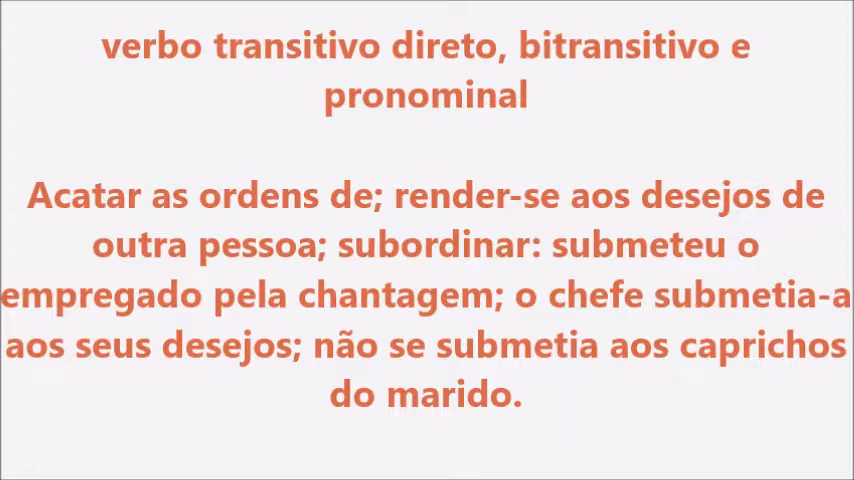 verbo transitivo direto, bitransitivo e
pronominal
Acatar as ordens de; render-se aos desejos de
outra pessoa; subordinar: submeteu o
empregado pela chantagem; o chefe submetia-a
aos seus desejos; não se submetia aos caprichos
do marido.